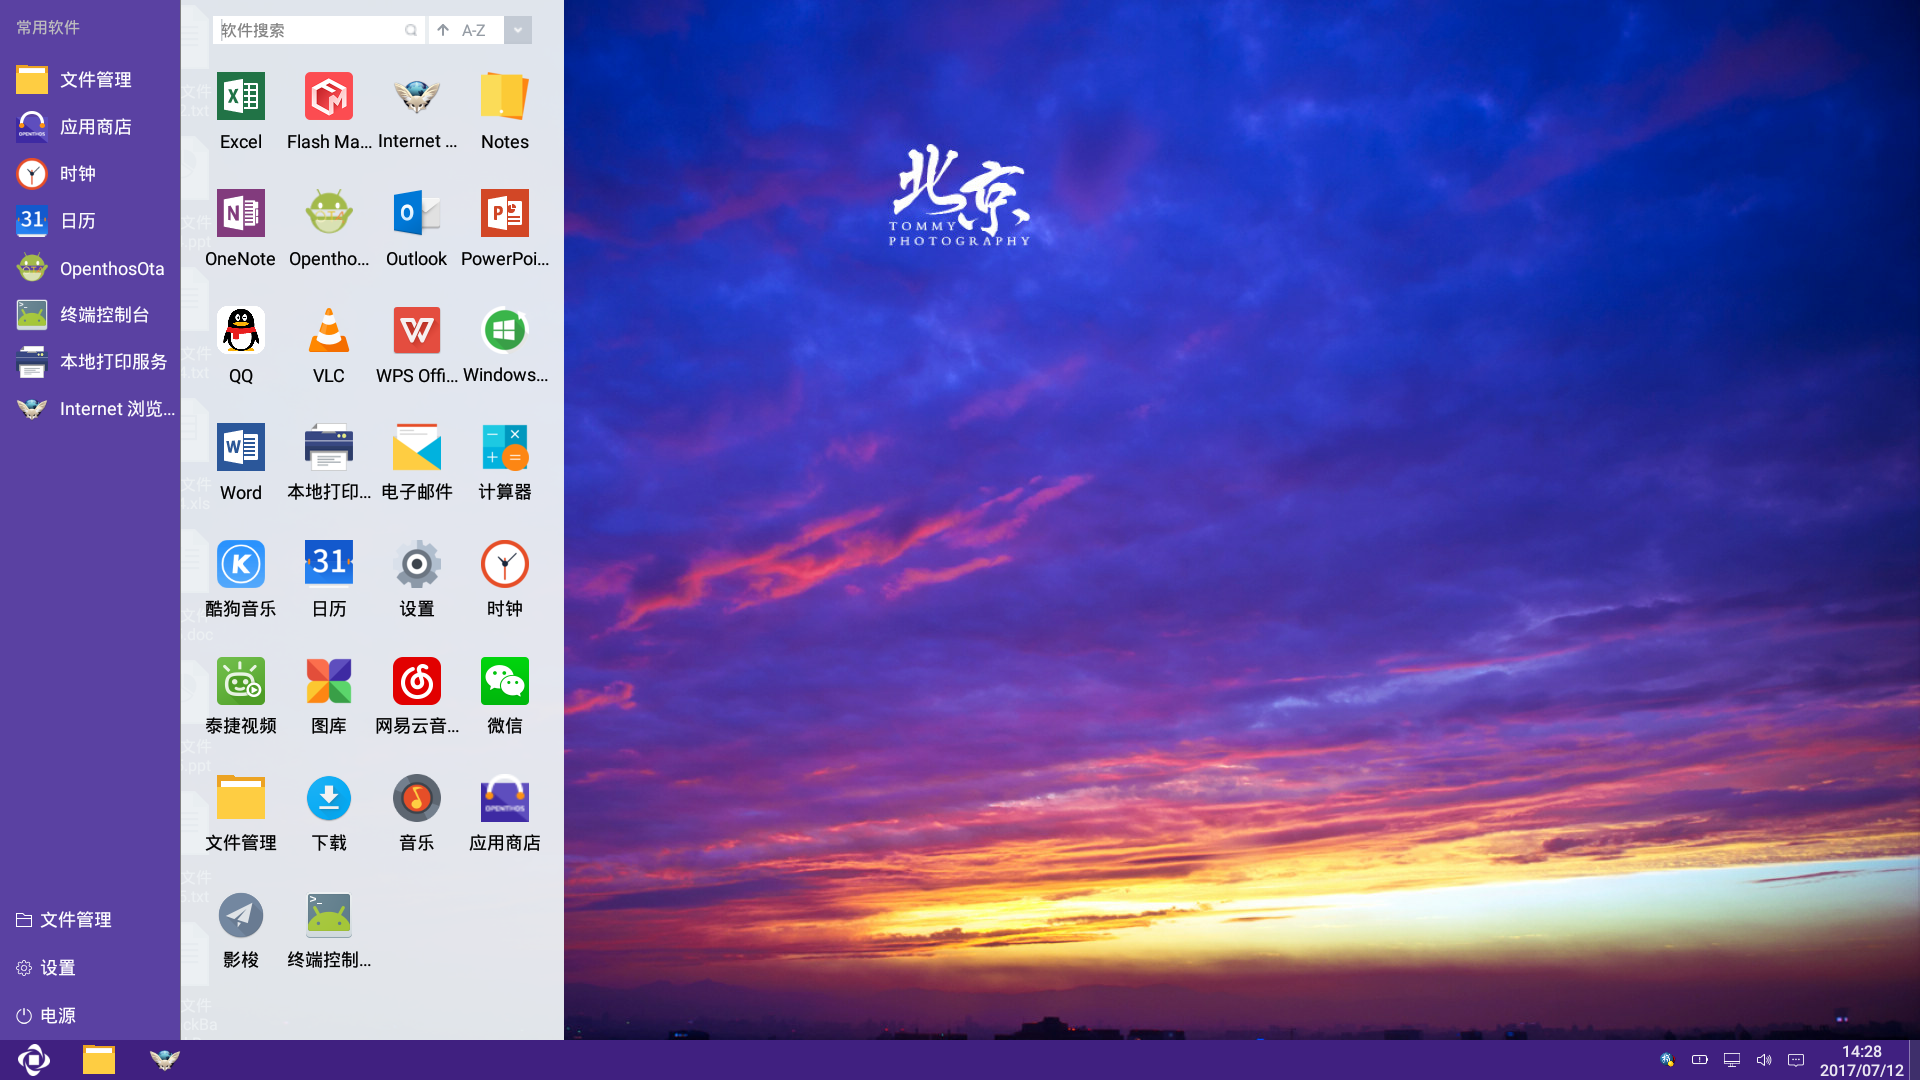 常用软件
文件管理
应用商店
时钟
日历
OpenthosOta
终端控制台
本地打印服务
Internet 浏览...
文件管理
设置
电源
软件搜索
A-Z
Excel
Flash Ma...
Internet ...
Notes
OneNote
Opentho...
Outlook
PowerPoi...
QQ
VLC
WPS Offi...
Windows...
Word
本地打印...
电子邮件
计算器
酷狗音乐
31
日历
设置
时钟
泰捷视频
图库
网易云音...
微信
文件管理
下载
音乐
OPENTHOS
应用商店
影梭
终端控制...
北京
TOMMY
PHOTOGRAPHY
14:28
2017/07/12